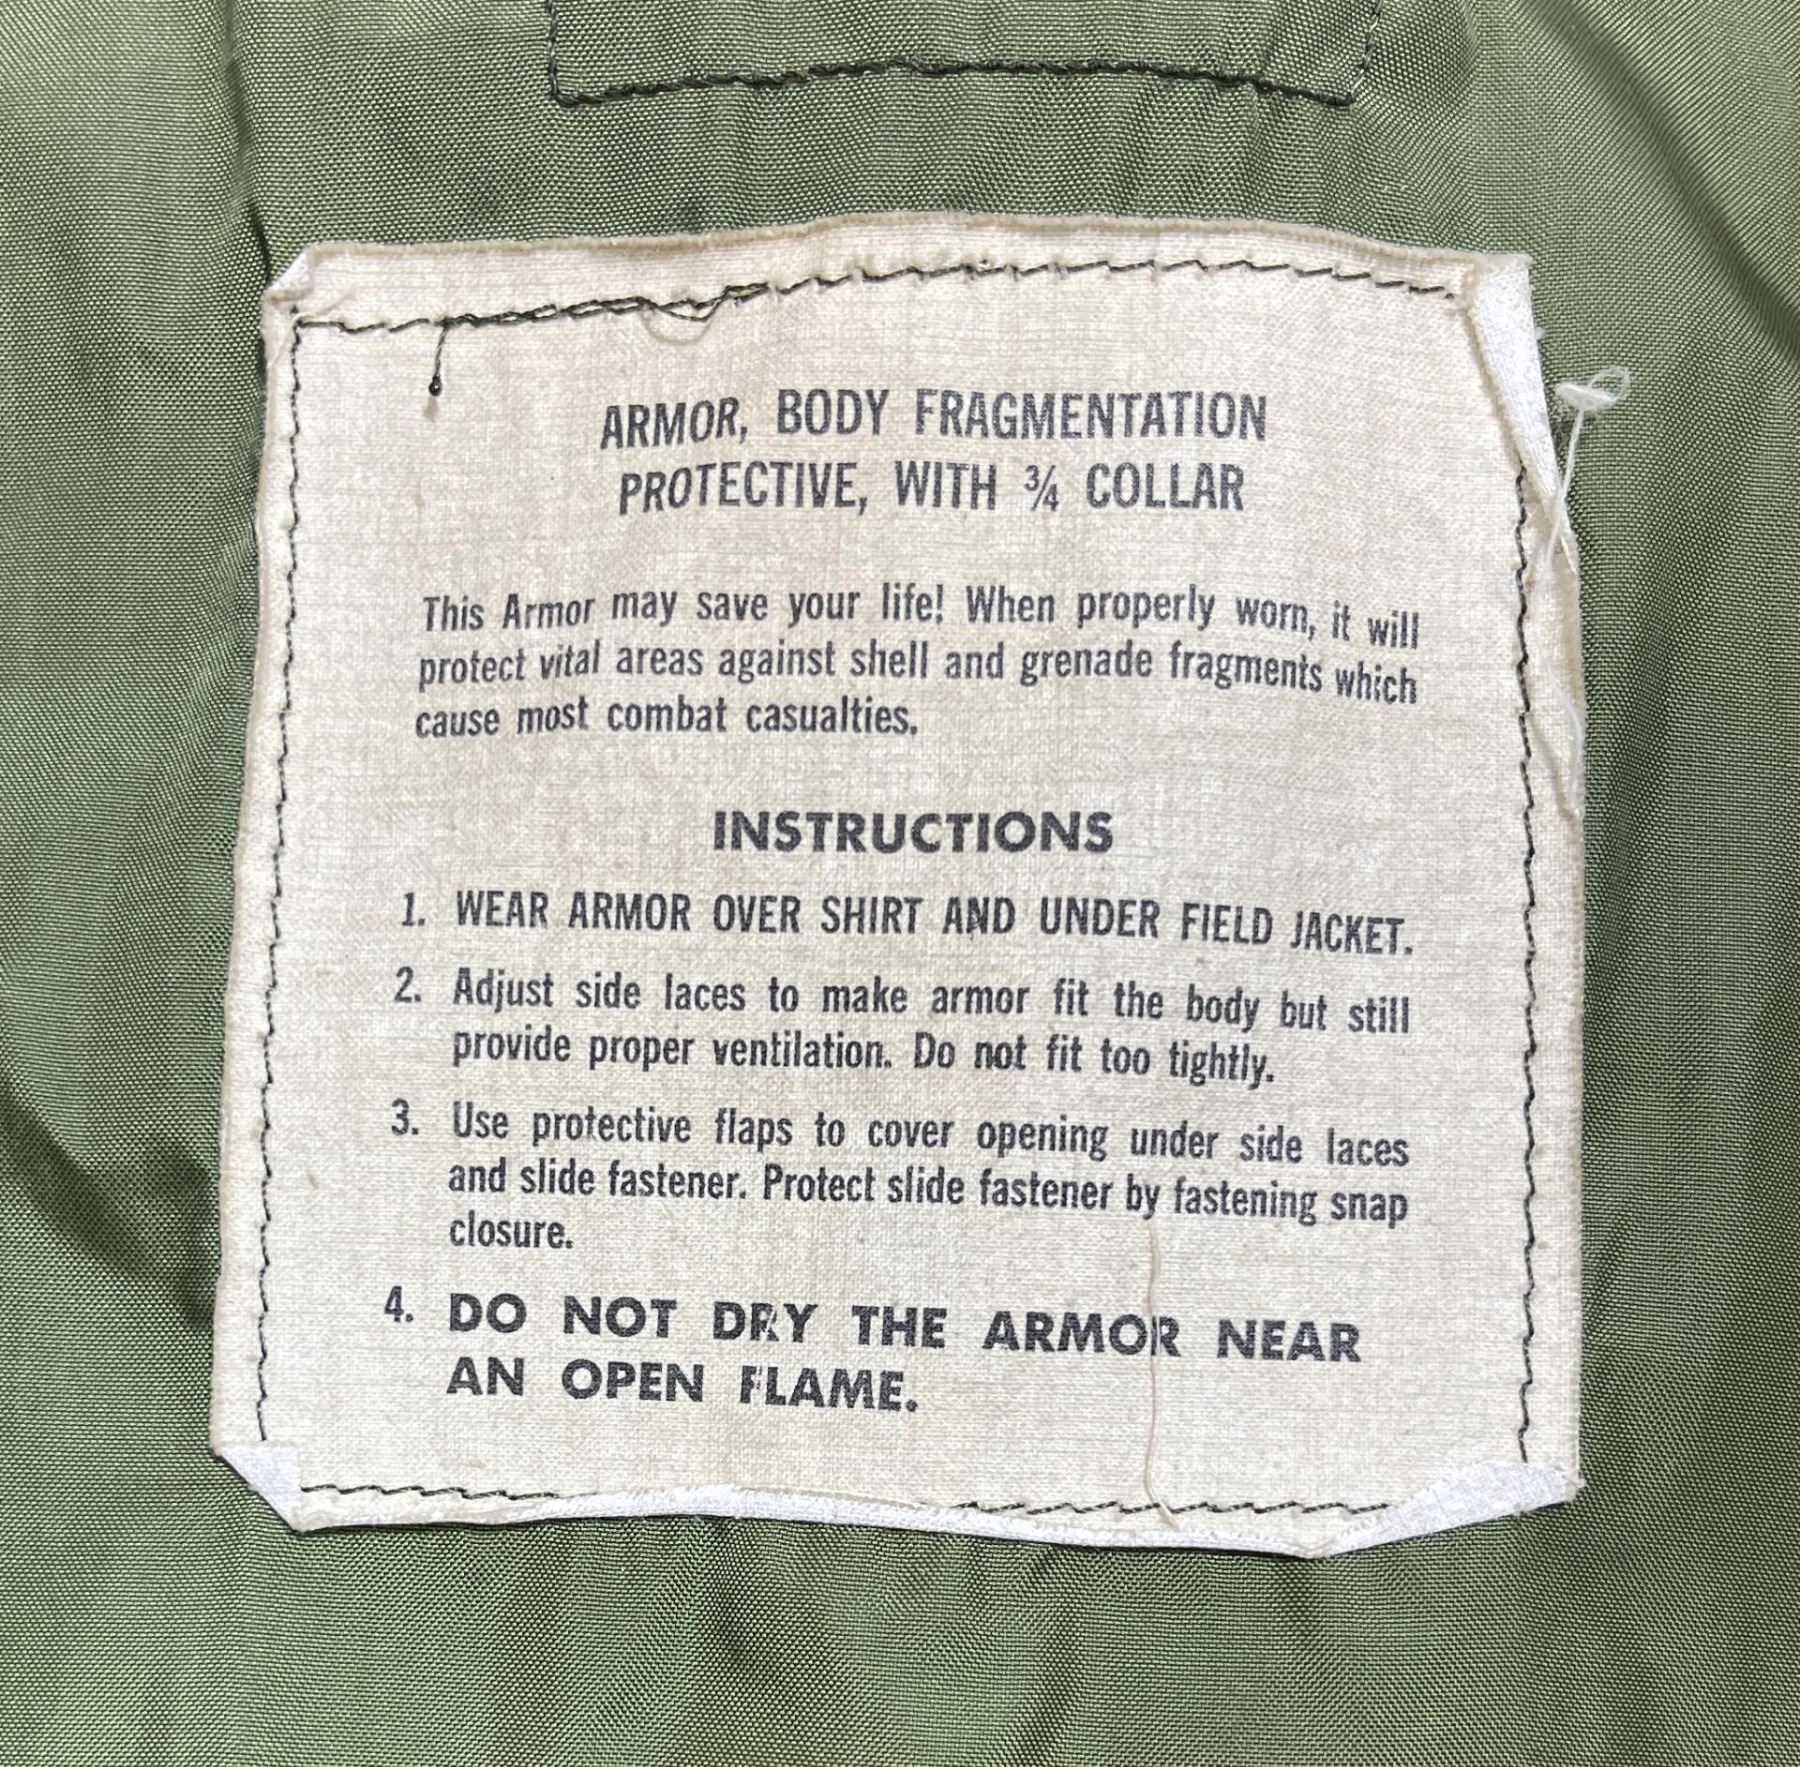 ARMOR, BODY FRAGMENTATION
PROTECTIVE, WITH ¾ COLLAR
This Armor may save your life! When properly worn, it will
protect vital areas against shell and grenade fragments which
cause most combat casualties.
INSTRUCTIONS
1. WEAR ARMOR OVER SHIRT AND UNDER FIELD JACKET.
2. Adjust side laces to make armor fit the body but still
provide proper ventilation. Do not fit too tightly.
3. Use protective flaps to cover opening under side laces
and slide fastener. Protect slide fastener by fastening snap
closure.
4. DO NOT DRY THE ARMOR NEAR
AN OPEN FLAME.